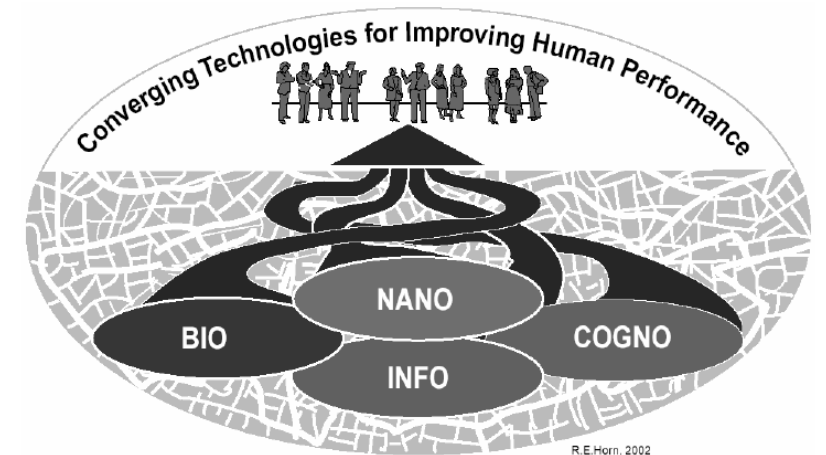 Converging Technologies for Improving Human Performance
NANO
BIO
COGNO
INFO
R.E.Horn. 2002